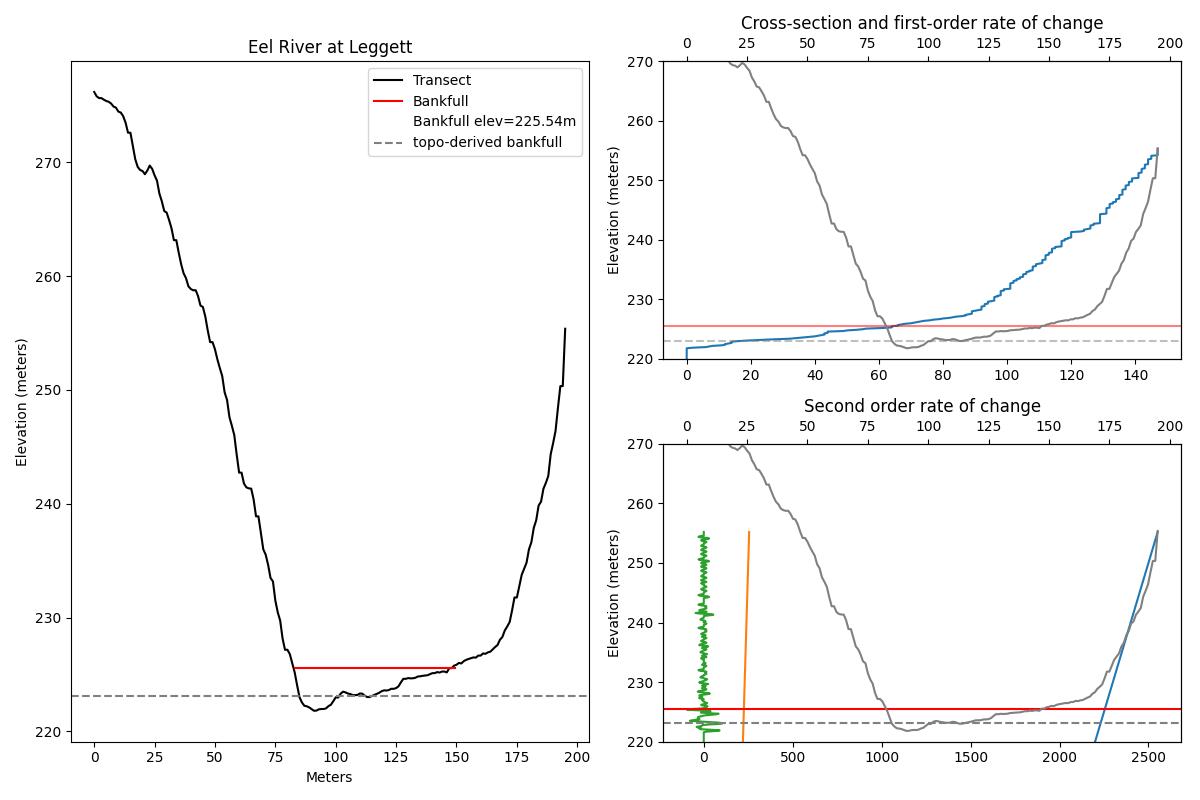 Eel River at Leggett
Transect
Bankfull
Bankfull elev=225.54m
topo-derived bankfull
Elevation (meters)
270
260
250
240
230
220
0 25 50 75 100 125 150 175 200
Meters
Cross-section and first-order rate of change
0 25 50 75 100 125 150 175 200
Elevation (meters)
270
260
250
240
230
220
0 20 40 60 80 100 120 140
Second order rate of change
0 25 50 75 100 125 150 175 200
Elevation (meters)
270
260
250
240
230
220
0 500 1000 1500 2000 2500